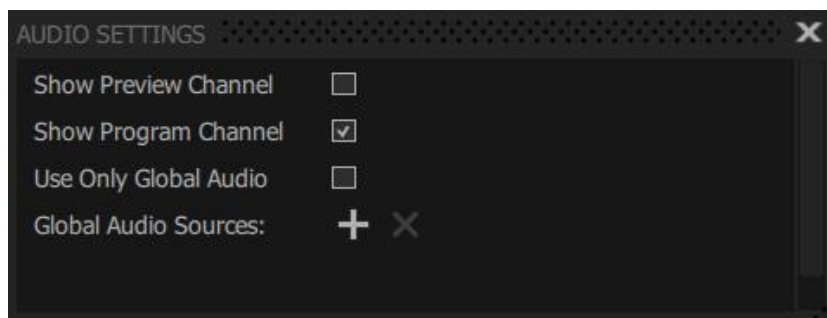 AUDIO SETTINGS
Show Preview Channel
Show Program Channel
Use Only Global Audio
Global Audio Sources: